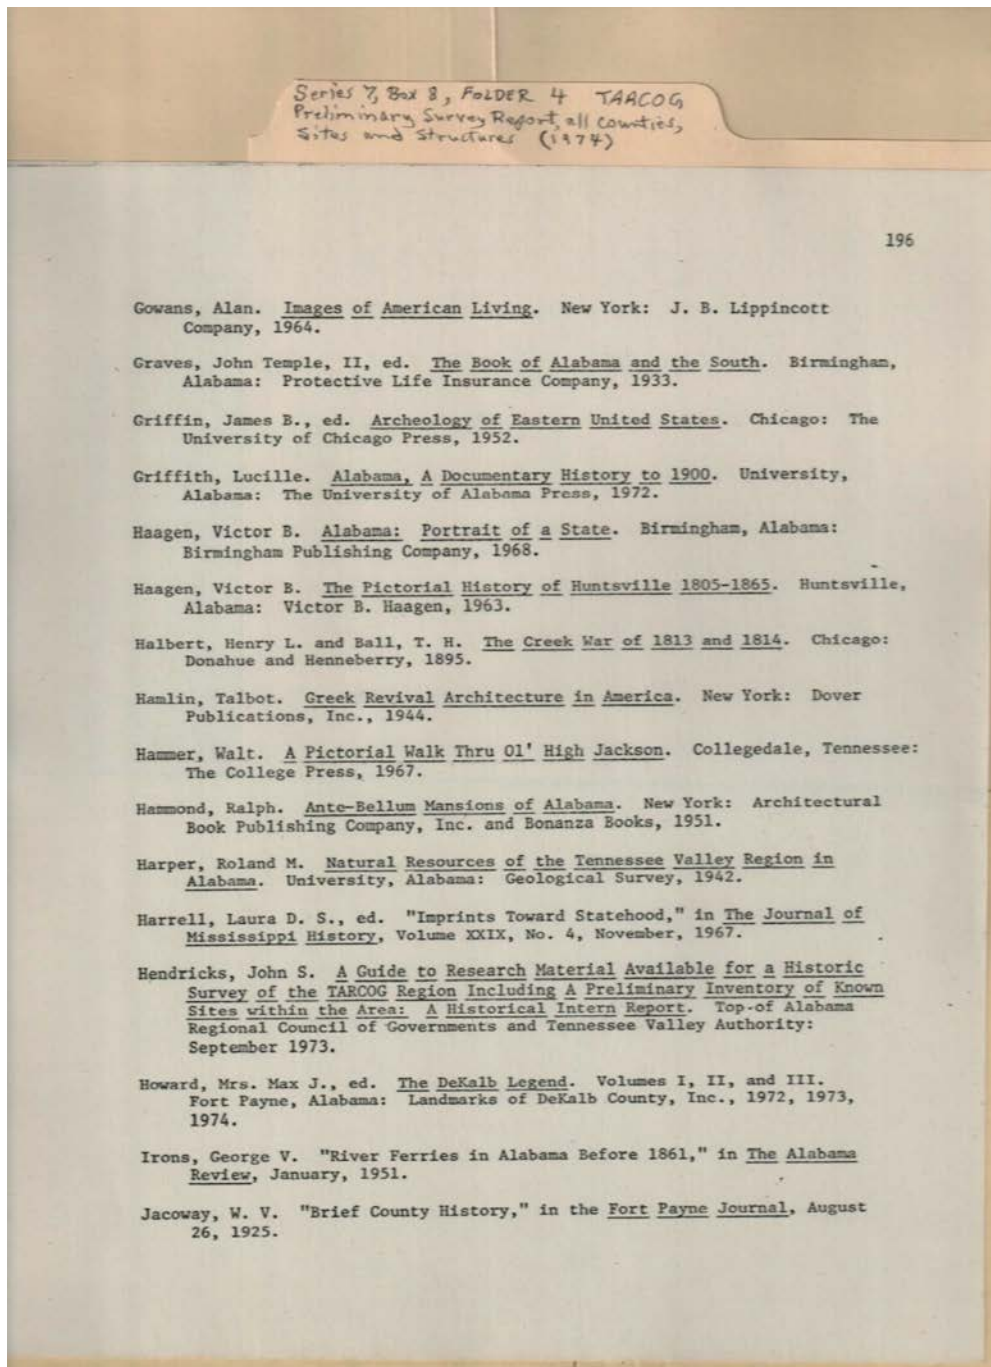 Series 7, Box 8, FOLDER 4 TARCOG
Preliminary Survey Report, all Counties,
Sites and Structures (1974)
196
Gowans, Alan. Images of American Living. New York: J. B. Lippincott
Company, 1964.
Graves, John Temple, II, ed. The Book of Alabama and the South. Birmingham,
Alabama: Protective Life Insurance Company, 1933.
Griffin, James B., ed. Archeology of Eastern United States. Chicago: The
University of Chicago Press, 1952.
Griffith, Lucille. Alabama, A Documentary History to 1900. University,
Alabama: The University of Alabama Press, 1972.
Haagen, Victor B. Alabama: Portrait of a State. Birmingham, Alabama:
Birmingham Publishing Company, 1968.
Haagen, Victor B. The Pictorial History of Huntsville 1805-1865. Huntsville,
Alabama: Victor B. Haagen, 1963.
Halbert, Henry L. and Ball, T. H. The Creek War of 1813 and 1814. Chicago:
Donahue and Henneberry, 1895.
Hamlin, Talbot. Greek Revival Architecture in America. New York: Dover
Publications, Inc., 1944.
Hammer, Walt. A Pictorial Walk Thru Ol' High Jackson. Collegedale, Tennessee:
The College Press, 1967.
Hammond, Ralph. Ante-Bellum Mansions of Alabama. New York: Architectural
Book Publishing Company, Inc. and Bonanza Books, 1951.
Harper, Roland M. Natural Resources of the Tennessee Valley Region in
Alabama. University, Alabama: Geological Survey, 1942.
Harrell, Laura D. S., ed. "Imprints Toward Statehood," in The Journal of
Mississippi History, Volume XXIX, No. 4, November, 1967.
Hendricks, John S. A Guide to Research Material Available for a Historic
Survey of the TARCOG Region Including A Preliminary Inventory of Known
Sites within the Area: A Historical Intern Report. Top-of Alabama
Regional Council of Governments and Tennessee Valley Authority:
September 1973.
Howard, Mrs. Max J., ed. The DeKalb Legend. Volumes I, II, and III.
Fort Payne, Alabama: Landmarks of DeKalb County, Inc., 1972, 1973,
1974.
Irons, George V. "River Ferries in Alabama Before 1861," in The Alabama
Review, January, 1951.
Jacoway, W. V. "Brief County History," in the Fort Payne Journal, August
26, 1925.